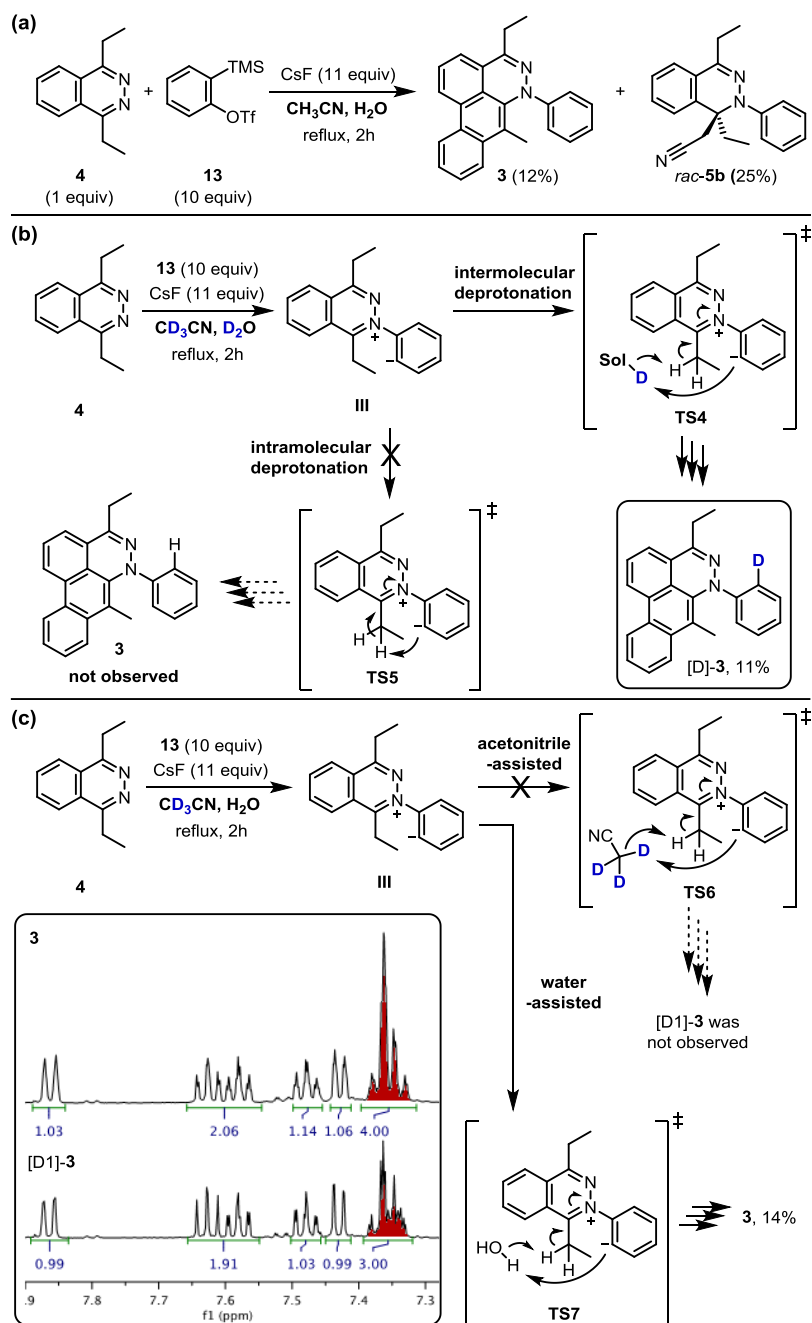 (a)
N
N
+
TMS
OTf
CsF (11 equiv)
CH3CN, H2O
reflux, 2h
N
N
+
N
N
N
4
(1 equiv)
13
(10 equiv)
3 (12%)
rac-5b (25%)
(b)
N
N
4
13 (10 equiv)
CsF (11 equiv)
CD3CN, D2O
reflux, 2h
N
N
+
–
III
intermolecular
deprotonation
‡
N
N
+
–
Sol
D
H
H
TS4
intramolecular
deprotonation
X
‡
N
N
+
–
H
H
TS5
N
N
H
3
not observed
N
N
D
[D]-3, 11%
(c)
N
N
4
13 (10 equiv)
CsF (11 equiv)
CD3CN, H2O
reflux, 2h
N
N
+
–
III
acetonitrile
-assisted
X
‡
N
N
+
–
NC
D
D
D
H
H
TS6
[D1]-3 was
not observed
water
-assisted
‡
N
N
+
–
HO
H
H
H
TS7
3, 14%
3
1.03
2.06
1.14
1.06
4.00
[D1]-3
0.99
1.91
1.03
0.99
3.00
.9
7.8
7.7
7.6
7.5
7.4
7.3
f1 (ppm)